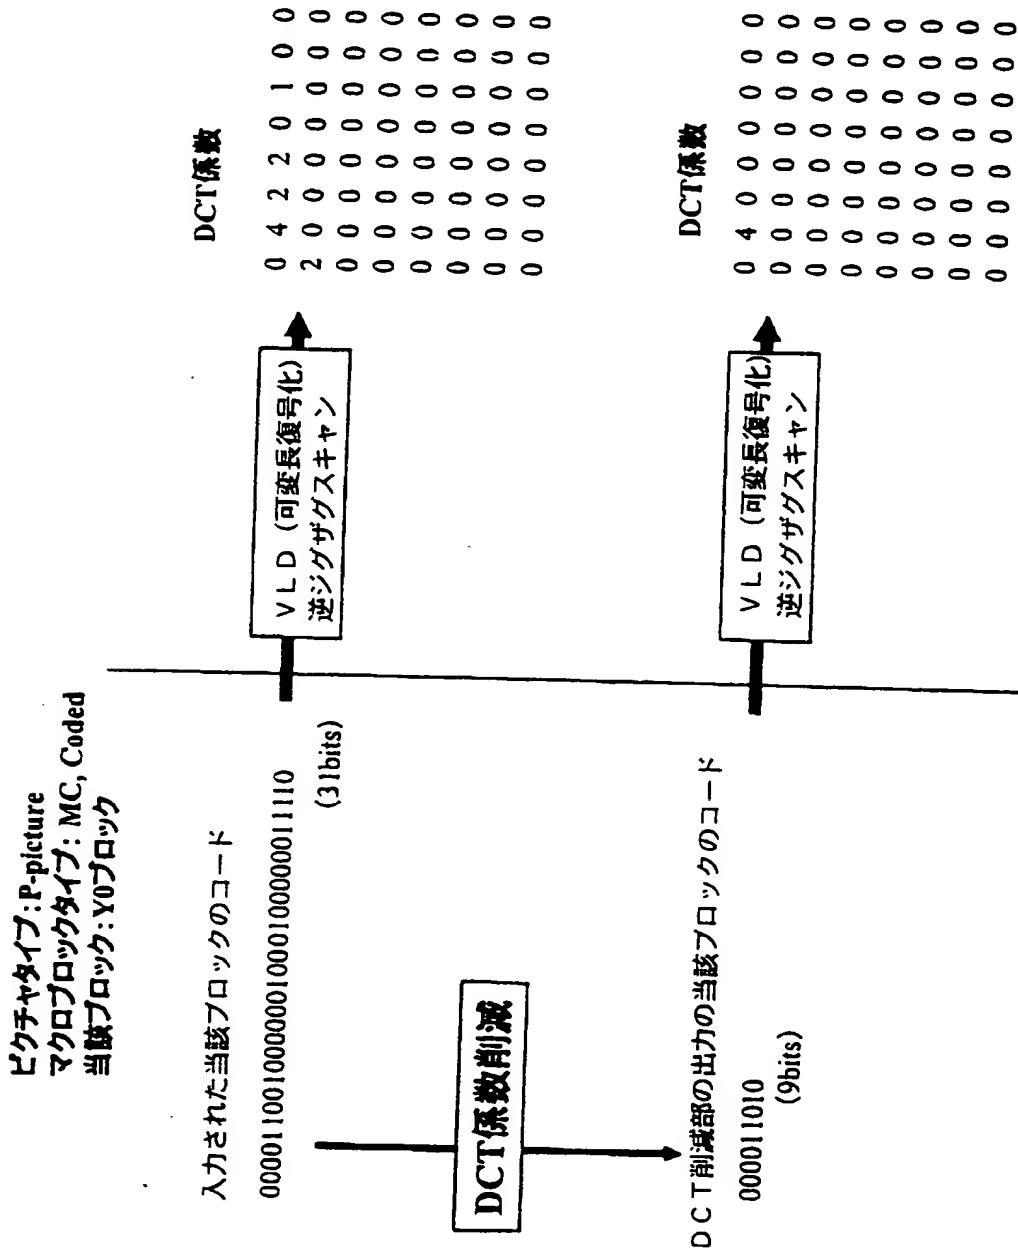 ピクチャタイプ:P-picture
マクロブロックタイプ: MC, Coded
当該ブロック:Y0ブロック
入力された当該ブロックのコード
0000110010000001000100010000011110
(31bits)
VLD (可変長復号化)
逆ジグザグスキャン
DCT係数
0 4 2 2 0 1 0 0
2 0 0 0 0 0 0 0
0 0 0 0 0 0 0 0
0 0 0 0 0 0 0 0
0 0 0 0 0 0 0 0
0 0 0 0 0 0 0 0
0 0 0 0 0 0 0 0
0 0 0 0 0 0 0 0
DCT係数削減
DCT削減部の出力の当該ブロックのコード
000011010
(9bits)
VLD (可変長復号化)
逆ジグザグスキャン
DCT係数
0 4 0 0 0 0 0 0
0 0 0 0 0 0 0 0
0 0 0 0 0 0 0 0
0 0 0 0 0 0 0 0
0 0 0 0 0 0 0 0
0 0 0 0 0 0 0 0
0 0 0 0 0 0 0 0
0 0 0 0 0 0 0 0